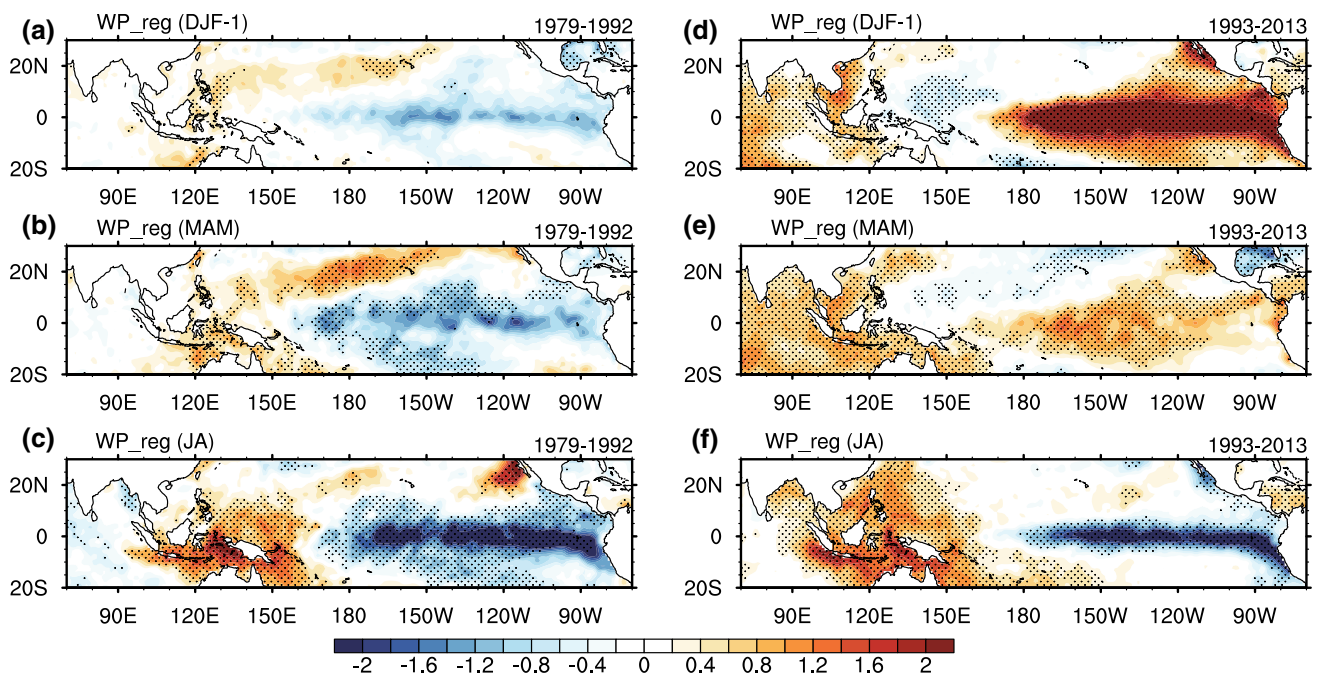 (a) WP_reg (DJF-1) 1979-1992
20N
0
20S
90E 120E 150E 180 150W 120W 90W
(b) WP_reg (MAM) 1979-1992
20N
0
20S
90E 120E 150E 180 150W 120W 90W
(c) WP_reg (JA) 1979-1992
20N
0
20S
90E 120E 150E 180 150W 120W 90W
(d) WP_reg (DJF-1) 1993-2013
20N
0
20S
90E 120E 150E 180 150W 120W 90W
(e) WP_reg (MAM) 1993-2013
20N
0
20S
90E 120E 150E 180 150W 120W 90W
(f) WP_reg (JA) 1993-2013
20N
0
20S
90E 120E 150E 180 150W 120W 90W
-2 -1.6 -1.2 -0.8 -0.4 0 0.4 0.8 1.2 1.6 2